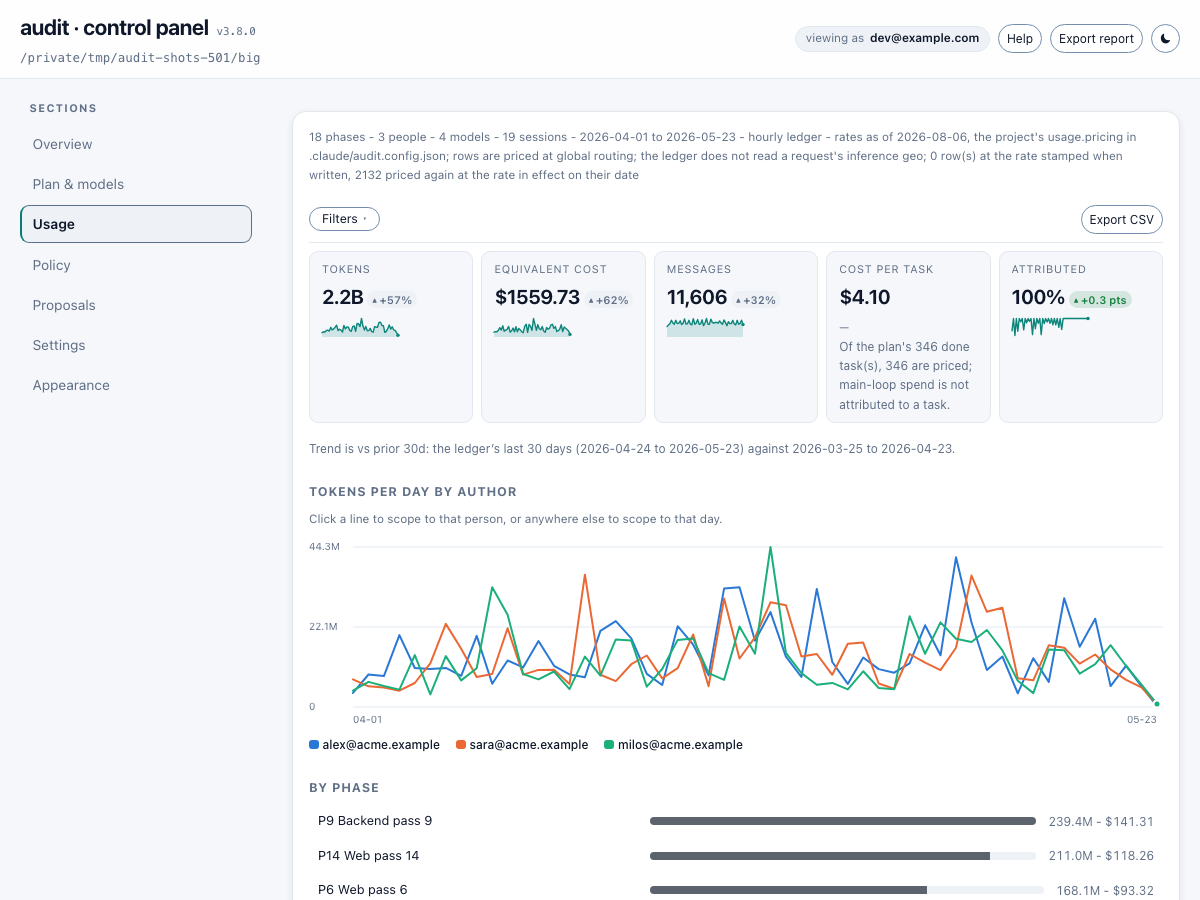 audit · control panel v3.8.0
/private/tmp/audit-shots-501/big
viewing as dev@example.com
Help
Export report
SECTIONS
Overview
Plan & models
Usage
Policy
Proposals
Settings
Appearance
18 phases - 3 people - 4 models - 19 sessions - 2026-04-01 to 2026-05-23 - hourly ledger - rates as of 2026-08-06, the project's usage.pricing in
.claude/audit.config.json; rows are priced at global routing; the ledger does not read a request's inference geo; 0 row(s) at the rate stamped when
written, 2132 priced again at the rate in effect on their date
Filters ·
Export CSV
TOKENS
2.2B ▲+57%
EQUIVALENT COST
$1559.73 ▲+62%
MESSAGES
11,606 ▲+32%
COST PER TASK
$4.10
—
Of the plan's 346 done
task(s), 346 are priced;
main-loop spend is not
attributed to a task.
ATTRIBUTED
100% ▲+0.3 pts
Trend is vs prior 30d: the ledger's last 30 days (2026-04-24 to 2026-05-23) against 2026-03-25 to 2026-04-23.
TOKENS PER DAY BY AUTHOR
Click a line to scope to that person, or anywhere else to scope to that day.
44.3M
22.1M
0
04-01
05-23
alex@acme.example
sara@acme.example
milos@acme.example
BY PHASE
P9 Backend pass 9
239.4M - $141.31
P14 Web pass 14
211.0M - $118.26
P6 Web pass 6
168.1M - $93.32